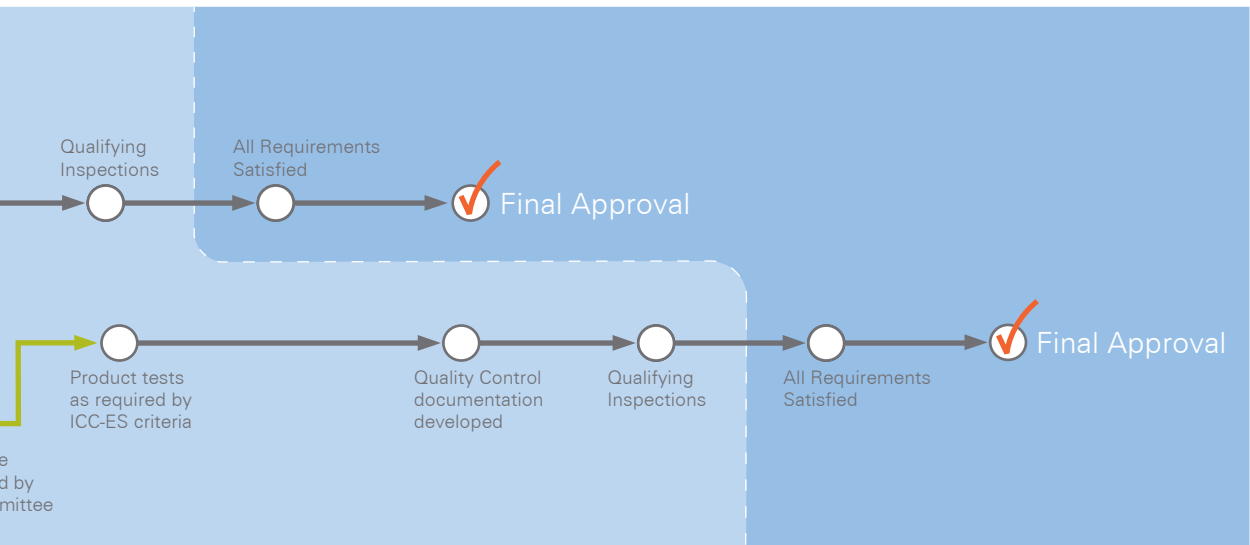 Qualifying
Inspections
All Requirements
Satisfied
Final Approval
Final Approval
Product tests
as required by
ICC-ES criteria
Quality Control
documentation
developed
Qualifying
Inspections
All Requirements
Satisfied
e
d by
mittee